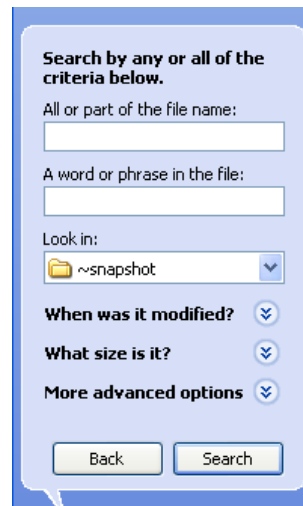 Search by any or all of the
criteria below.
All or part of the file name:
A word or phrase in the file:
Look in:
~snapshot
When was it modified?
What size is it?
More advanced options
Back Search